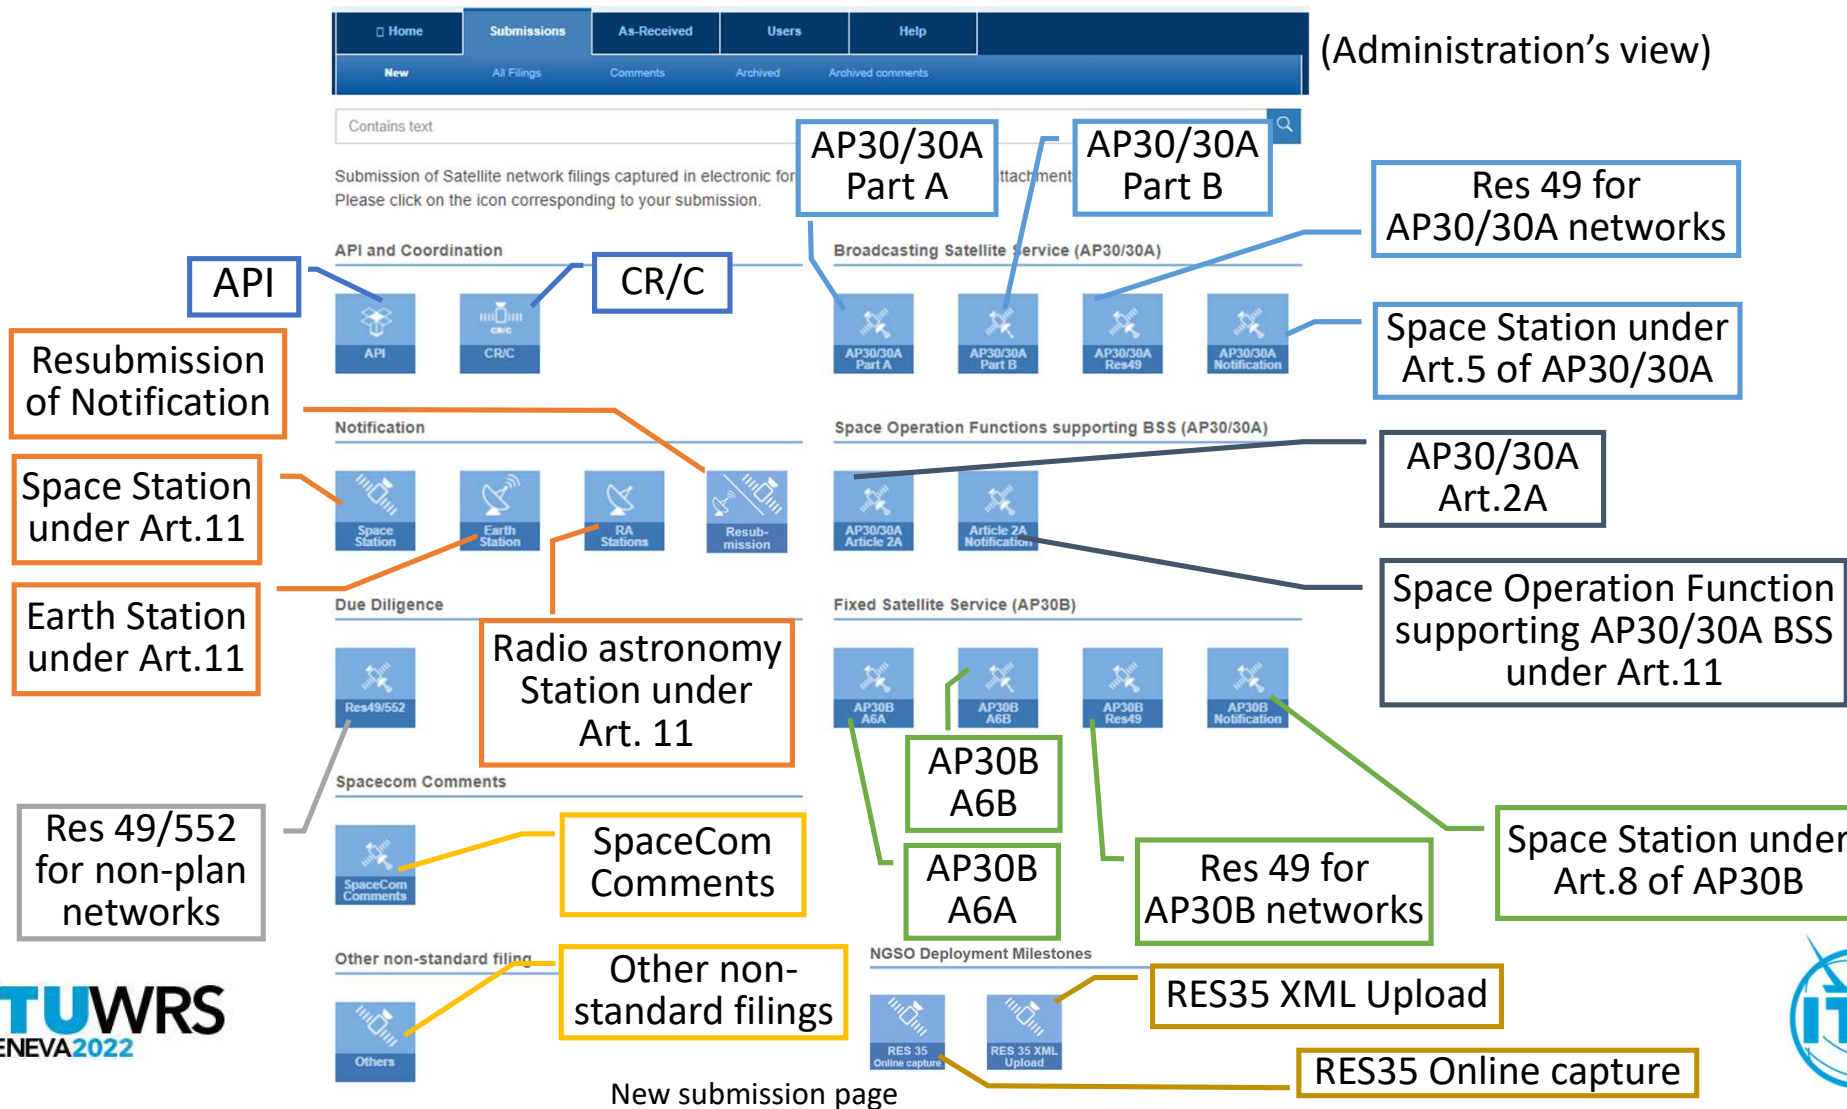 Home
Submissions
As-Received
Users
Help
(Administration's view)
New
All Filings
Comments
Archived
Archived comments
Contains text
AP30/30A
Part A
AP30/30A
Part B
Submission of Satellite network filings captured in electronic for
ttachment
Please click on the icon corresponding to your submission.
Res 49 for
AP30/30A networks
API and Coordination
Broadcasting Satellite Service (AP30/30A)
API
CR/C
API
CR/C
CR/C
AP30/30A
Part A
AP30/30A
Part B
AP30/30A
Res49
AP30/30A
Notification
Space Station under
Art.5 of AP30/30A
Resubmission
of Notification
Notification
Space Operation Functions supporting BSS (AP30/30A)
AP30/30A
Art.2A
Space Station
under Art.11
Space
Station
Earth
Station
RA
Stations
Resub-
mission
AP30/30A
Article 2A
Article 2A
Notification
Space Operation Function
supporting AP30/30A BSS
under Art.11
Earth Station
under Art.11
Due Diligence
Fixed Satellite Service (AP30B)
Radio astronomy
Station under
Art. 11
Res49/552
AP30B
A6A
AP30B
A6B
AP30B
Res49
AP30B
Notification
AP30B
A6B
Spacecom Comments
Res 49/552
for non-plan
networks
SpaceCom
Comments
SpaceCom
Comments
AP30B
A6A
Res 49 for
AP30B networks
Space Station under
Art.8 of AP30B
Other non-standard filing
NGSO Deployment Milestones
Other non-
standard filings
RES35 XML Upload
Others
RES 35
Online capture
RES 35 XML
Upload
RES35 Online capture
TUWRS
ENEVA2022
IT
New submission page